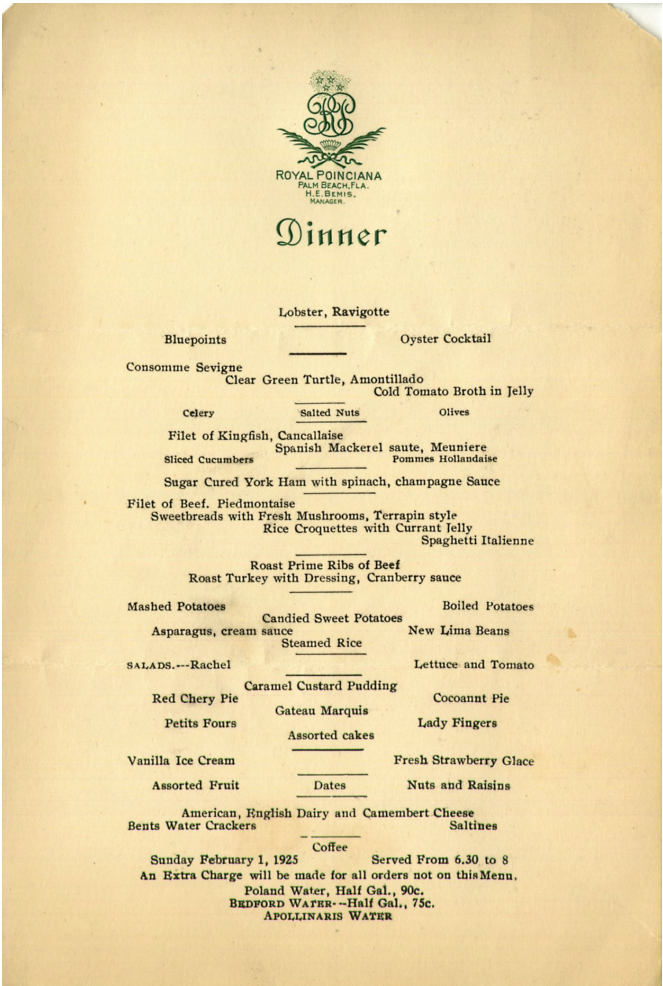 ROYAL POINCIANA
PALM BEACH, FLA.
H. E. BEMIS.
MANAGER.
Dinner
Lobster, Ravigotte
Bluepoints Oyster Cocktail
Consomme Sevigne
Clear Green Turtle, Amontillado
Cold Tomato Broth in Jelly
Celery Salted Nuts Olives
Filet of Kingfish, Cancallaise
Spanish Mackerel saute, Meuniere
Sliced Cucumbers Pommes Hollandaise
Sugar Cured York Ham with spinach, champagne Sauce
Filet of Beef. Piedmontaise
Sweetbreads with Fresh Mushrooms, Terrapin style
Rice Croquettes with Currant Jelly
Spaghetti Italienne
Roast Prime Ribs of Beef
Roast Turkey with Dressing, Cranberry sauce
Mashed Potatoes Boiled Potatoes
Candied Sweet Potatoes
Asparagus, cream sauce New Lima Beans
Steamed Rice
SALADS.---Rachel Lettuce and Tomato
Caramel Custard Pudding
Red Chery Pie Cocoannt Pie
Gateau Marquis
Petits Fours Lady Fingers
Assorted cakes
Vanilla Ice Cream Fresh Strawberry Glace
Assorted Fruit Dates Nuts and Raisins
American, English Dairy and Camembert Cheese
Bents Water Crackers Saltines
Coffee
Sunday February 1, 1925 Served From 6.30 to 8
An Extra Charge will be made for all orders not on this Menu.
Poland Water, Half Gal., 90c.
BEDFORD WATER---Half Gal., 75c.
APOLLINARIS WATER